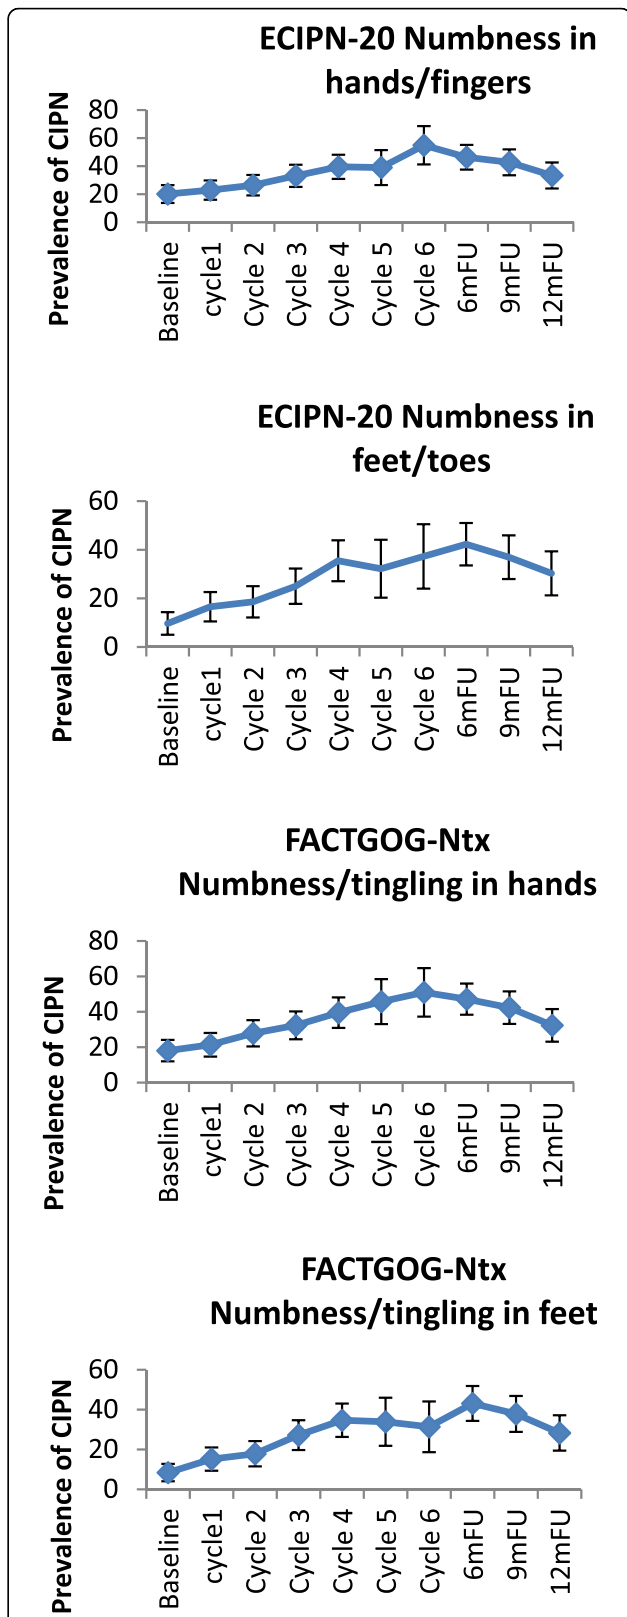 ECIPN-20 Numbness in
hands/fingers
Prevalence of CIPN
80
60
40
20
0
Baseline
cycle1
Cycle 2
Cycle 3
Cycle 4
Cycle 5
Cycle 6
6mFU
9mFU
12mFU
ECIPN-20 Numbness in
feet/toes
Prevalence of CIPN
60
40
20
0
Baseline
cycle1
Cycle 2
Cycle 3
Cycle 4
Cycle 5
Cycle 6
6mFU
9mFU
12mFU
FACTGOG-Ntx
Numbness/tingling in hands
Prevalence of CIPN
80
60
40
20
0
Baseline
cycle1
Cycle 2
Cycle 3
Cycle 4
Cycle 5
Cycle 6
6mFU
9mFU
12mFU
FACTGOG-Ntx
Numbness/tingling in feet
Prevalence of CIPN
60
40
20
0
Baseline
cycle1
Cycle 2
Cycle 3
Cycle 4
Cycle 5
Cycle 6
6mFU
9mFU
12mFU